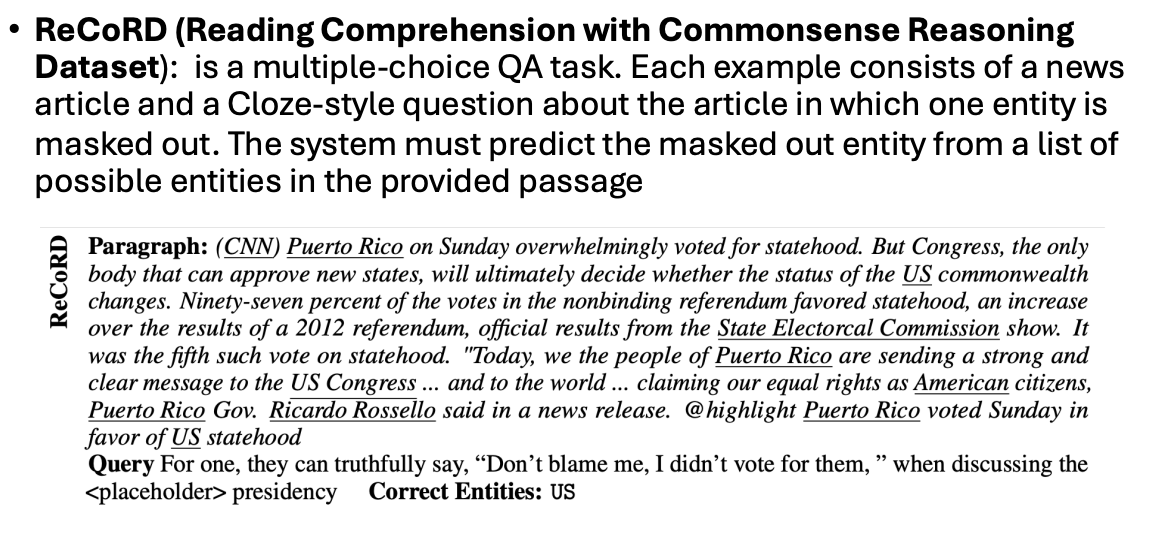 • ReCoRD (Reading Comprehension with Commonsense Reasoning
Dataset): is a multiple-choice QA task. Each example consists of a news
article and a Cloze-style question about the article in which one entity is
masked out. The system must predict the masked out entity from a list of
possible entities in the provided passage
ReCoRD
Paragraph: (CNN) Puerto Rico on Sunday overwhelmingly voted for statehood. But Congress, the only
body that can approve new states, will ultimately decide whether the status of the US commonwealth
changes. Ninety-seven percent of the votes in the nonbinding referendum favored statehood, an increase
over the results of a 2012 referendum, official results from the State Electorcal Commission show. It
was the fifth such vote on statehood. "Today, we the people of Puerto Rico are sending a strong and
clear message to the US Congress ... and to the world ... claiming our equal rights as American citizens,
Puerto Rico Gov. Ricardo Rossello said in a news release. @highlight Puerto Rico voted Sunday in
favor of US statehood
Query For one, they can truthfully say, “Don’t blame me, I didn’t vote for them, ” when discussing the
<placeholder> presidency Correct Entities: US